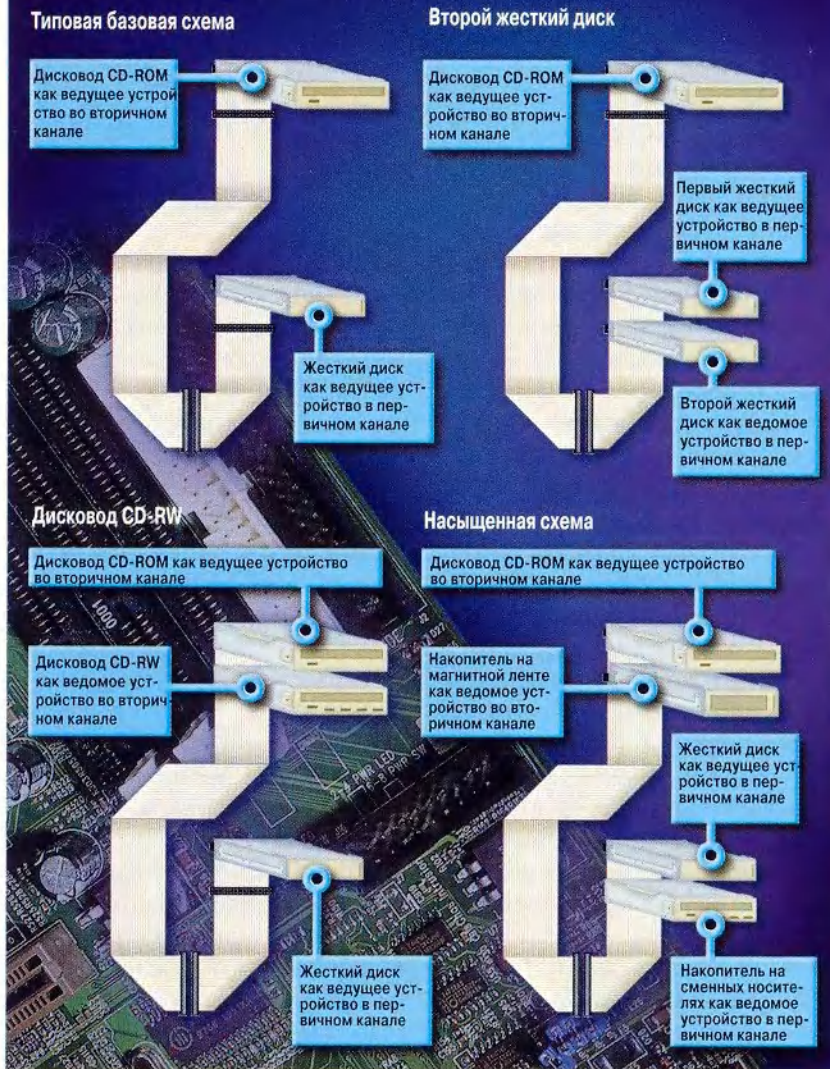 Типовая базовая схема
Дисковод CD-ROM
как ведущее устрой
ство во вторичном
канале
Жесткий диск
как ведущее уст-
ройство в пер-
вичном канале
Второй жесткий диск
Дисковод CD-ROM
как ведущее уст-
ройство во вторич-
ном канале
Первый жесткий
диск как ведущее
устройство в пер-
вичном канале
Второй жесткий
диск как ведомое
устройство в пер-
вичном канале
Дисковод CD-RW
Дисковод CD-ROM как ведущее устройство
во вторичном канале
Дисковод CD-RW
как ведомое уст-
ройство во вторич-
ном канале
Жесткий диск
как ведущее уст-
ройство в пер-
вичном канале
Насыщенная схема
Дисковод CD-ROM как ведущее устройство
во вторичном канале
Накопитель на
магнитной ленте
как ведомое уст-
ройство во вто-
ричном канале
Жесткий диск
как ведущее уст-
ройство в пер-
вичном канале
Накопитель на
сменных носите-
лях как ведомое
устройство в пер-
вичном канале
1000
PWR LED
PWR SW